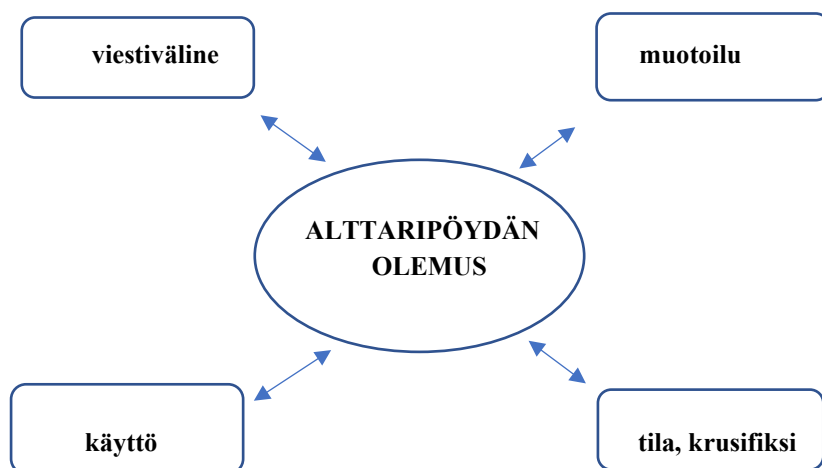 viestiväline
muotoilu
ALTTARIPÖYDÄN
OLEMUS
käyttö
tila, krusifiksi